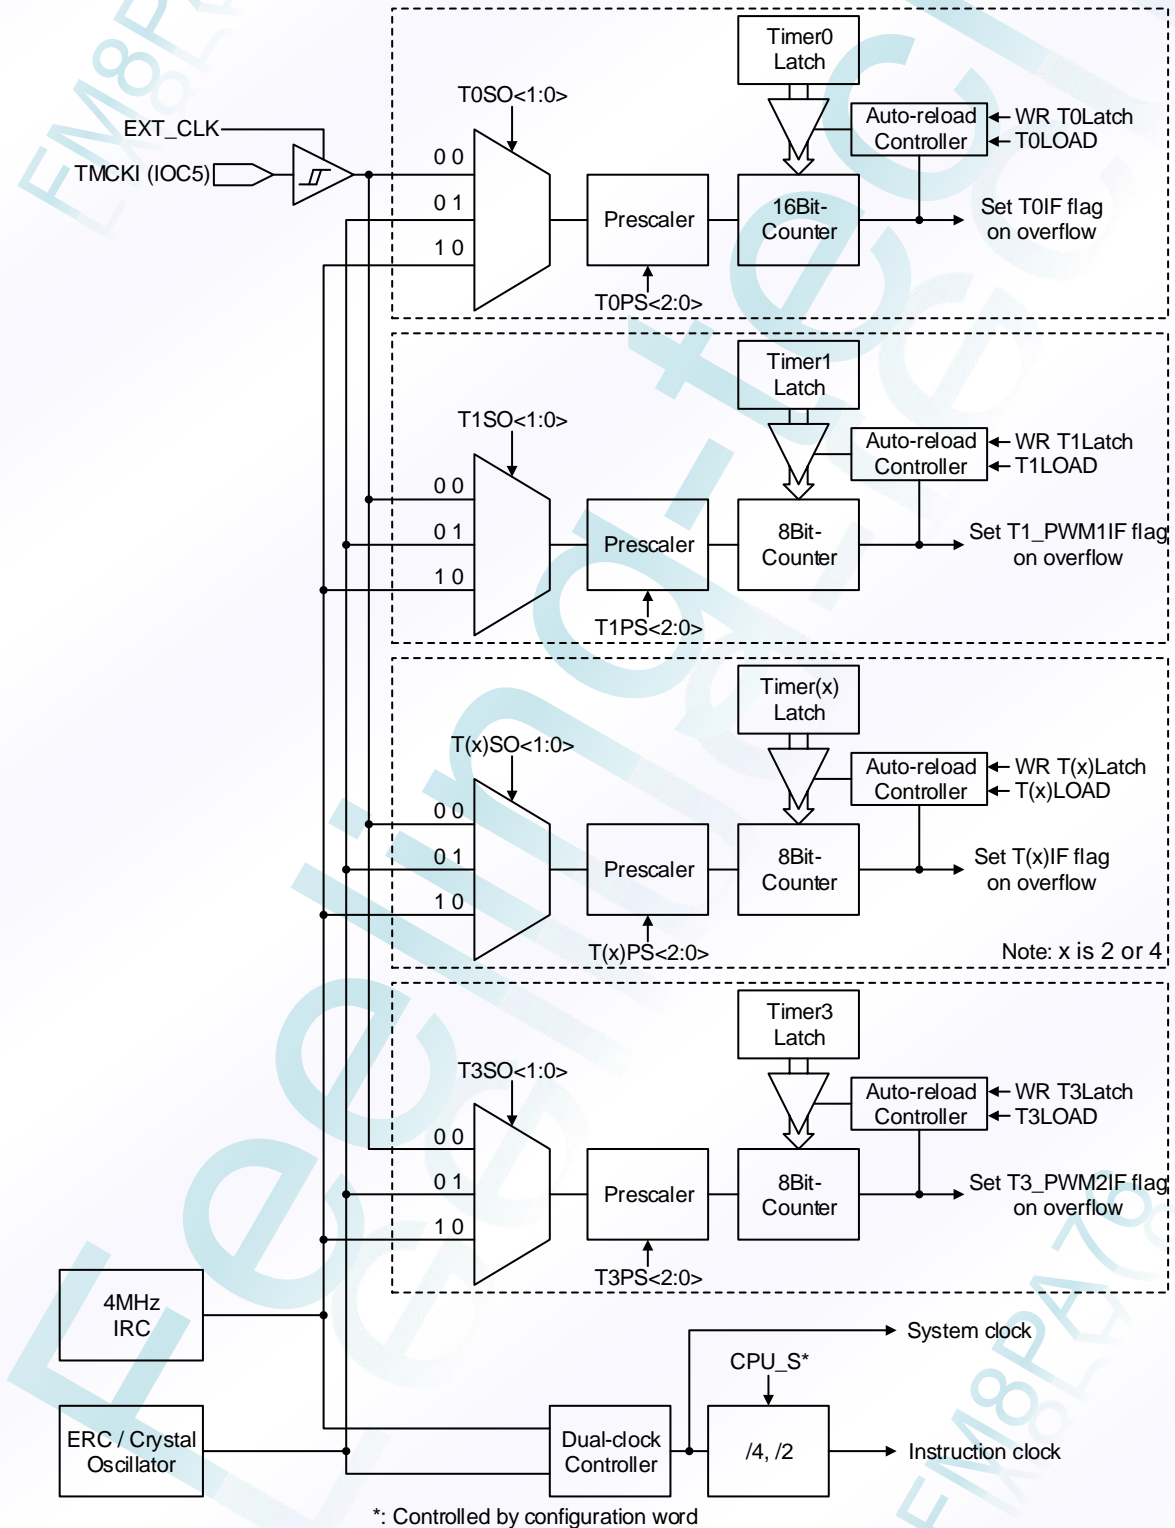 Timer0
Latch
T0SO<1:0>
EXT_CLK
TMCKI (IOC5)
0 0
0 1
1 0
Auto-reload
Controller
WR T0Latch
T0LOAD
Prescaler
16Bit-
Counter
Set T0IF flag
on overflow
T0PS<2:0>
Timer1
Latch
T1SO<1:0>
0 0
0 1
1 0
Auto-reload
Controller
WR T1Latch
T1LOAD
Prescaler
8Bit-
Counter
Set T1_PWM1IF flag
on overflow
T1PS<2:0>
Timer(x)
Latch
T(x)SO<1:0>
0 0
0 1
1 0
Auto-reload
Controller
WR T(x)Latch
T(x)LOAD
Prescaler
8Bit-
Counter
Set T(x)IF flag
on overflow
T(x)PS<2:0>
Note: x is 2 or 4
Timer3
Latch
T3SO<1:0>
0 0
0 1
1 0
Auto-reload
Controller
WR T3Latch
T3LOAD
Prescaler
8Bit-
Counter
Set T3_PWM2IF flag
on overflow
T3PS<2:0>
4MHz
IRC
System clock
CPU_S*
ERC / Crystal
Oscillator
Dual-clock
Controller
/4, /2
Instruction clock
*: Controlled by configuration word
Feeling-tec
FM8PA
FM8PA76